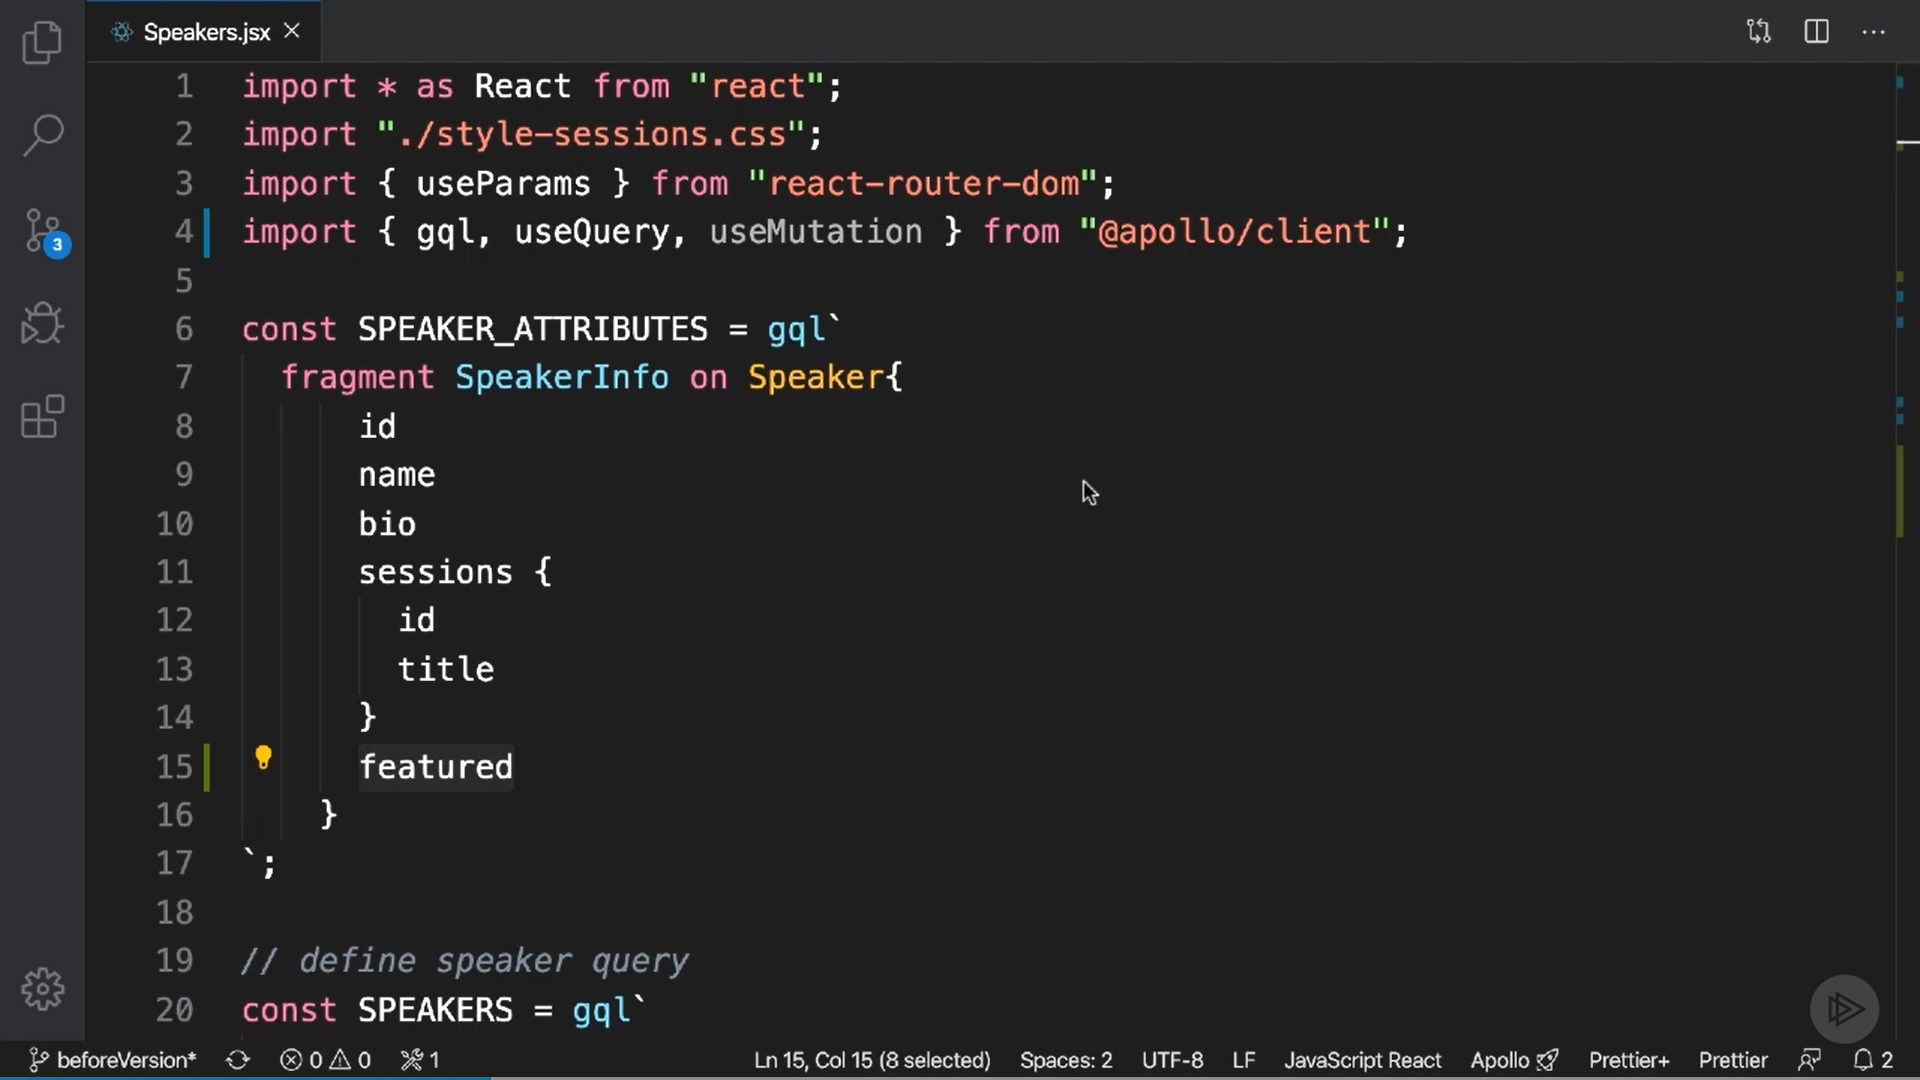 Speakers.jsx
1 import * as React from "react";
2 import "./style-sessions.css";
3 import { useParams } from "react-router-dom";
4 import { gql, useQuery, useMutation } from "@apollo/client";
5
6 const SPEAKER_ATTRIBUTES = gql`
7 fragment SpeakerInfo on Speaker{
8 id
9 name
10 bio
11 sessions {
12 id
13 title
14 }
15 featured
16 }
17 `;
18
19 // define speaker query
20 const SPEAKERS = gql`
3
beforeVersion* 0 0 1 Ln 15, Col 15 (8 selected) Spaces: 2 UTF-8 LF JavaScript React Apollo Prettier+ Prettier 2